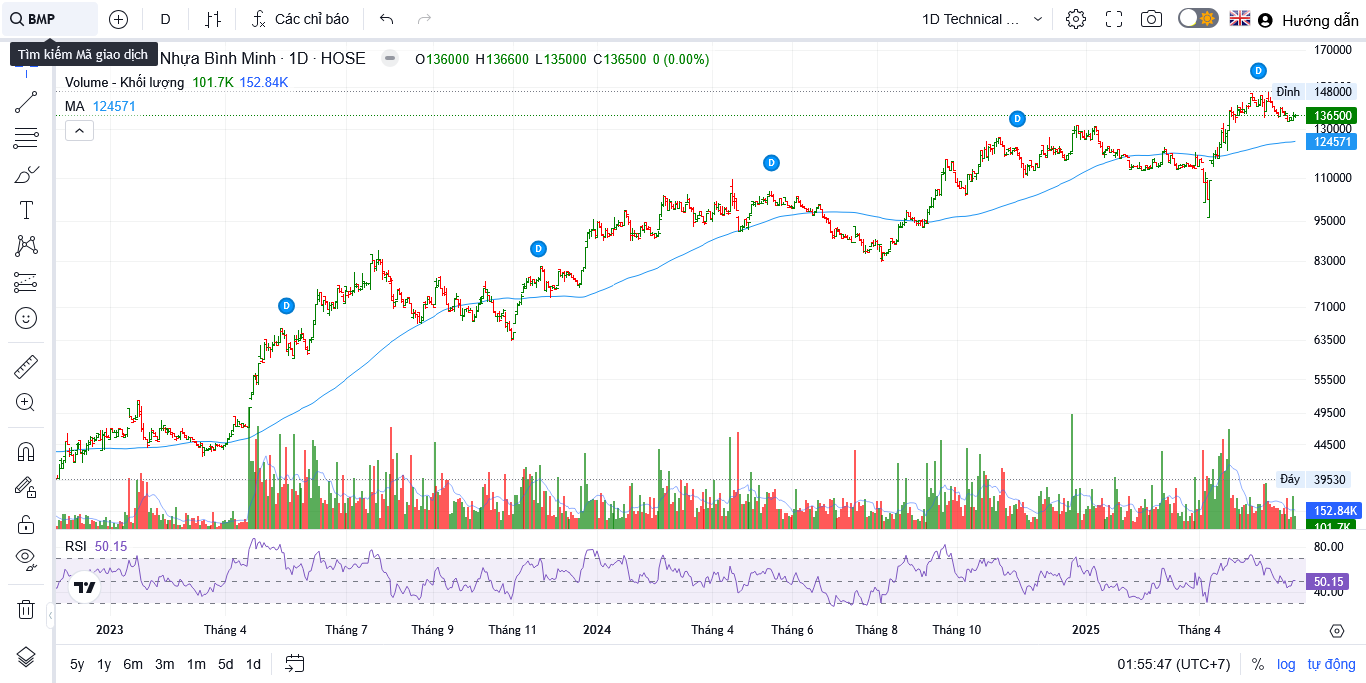 BMP
D
Các chỉ báo
1D Technical ...
Hướng dẫn
Tìm kiếm Mã giao dịch
Nhựa Bình Minh · 1D · HOSE
O136000 H136600 L135000 C136500 0 (0.00%)
Volume - Khối lượng 101.7K 152.84K
MA 124571
D
D
D
D
D
Đỉnh
Đáy
170000
148000
136500
130000
124571
110000
95000
83000
71000
63500
55500
49500
44500
39530
152.84K
101.7K
RSI 50.15
80.00
50.15
40.00
2023
Tháng 4
Tháng 7
Tháng 9
Tháng 11
2024
Tháng 4
Tháng 6
Tháng 8
Tháng 10
2025
Tháng 4
5y 1y 6m 3m 1m 5d 1d
01:55:47 (UTC+7)
% log tự động